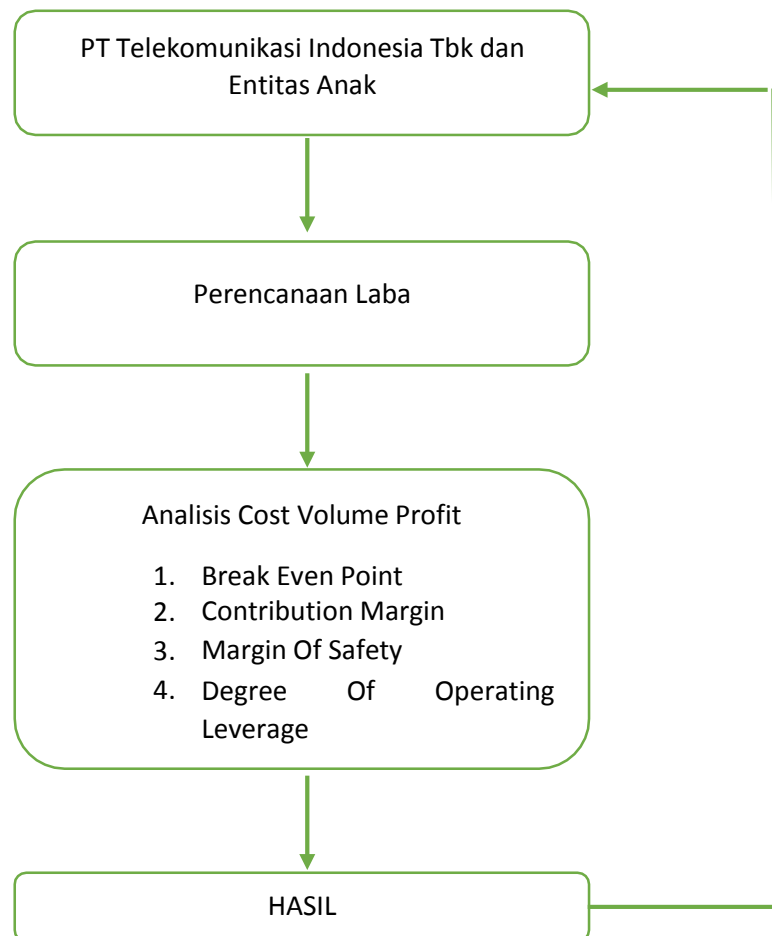 PT Telekomunikasi Indonesia Tbk dan
Entitas Anak
Perencanaan Laba
Analisis Cost Volume Profit
1. Break Even Point
2. Contribution Margin
3. Margin Of Safety
4. Degree Of Operating
Leverage
HASIL